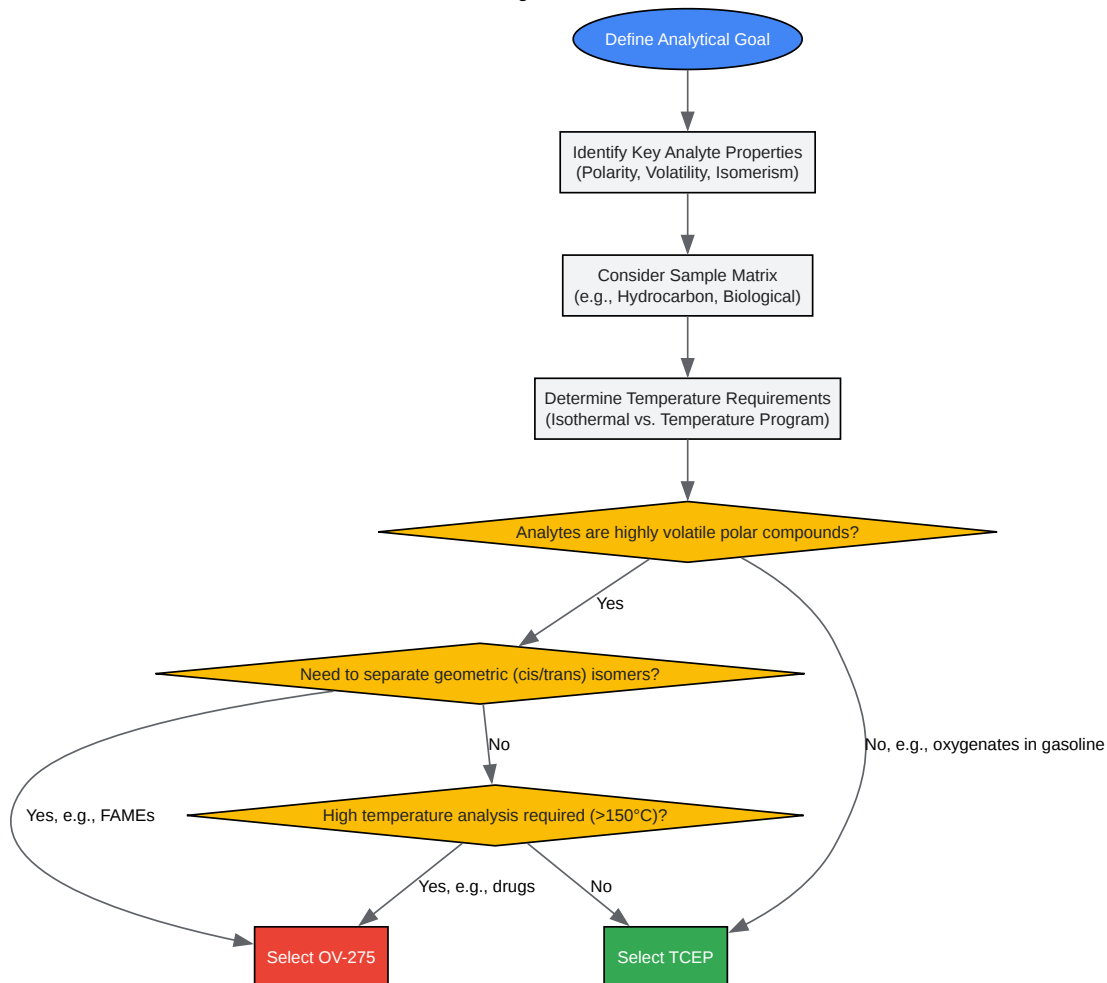 Define Analytical Goal
Identify Key Analyte Properties
(Polarity, Volatility, Isomerism)
Consider Sample Matrix
(e.g., Hydrocarbon, Biological)
Determine Temperature Requirements
(Isothermal vs. Temperature Program)
Analytes are highly volatile polar compounds?
Yes
Need to separate geometric (cis/trans) isomers?
No
No, e.g., oxygenates in gasoline
Yes, e.g., FAMEs
High temperature analysis required (>150°C)?
Yes, e.g., drugs
No
Select OV-275
Select TCEP